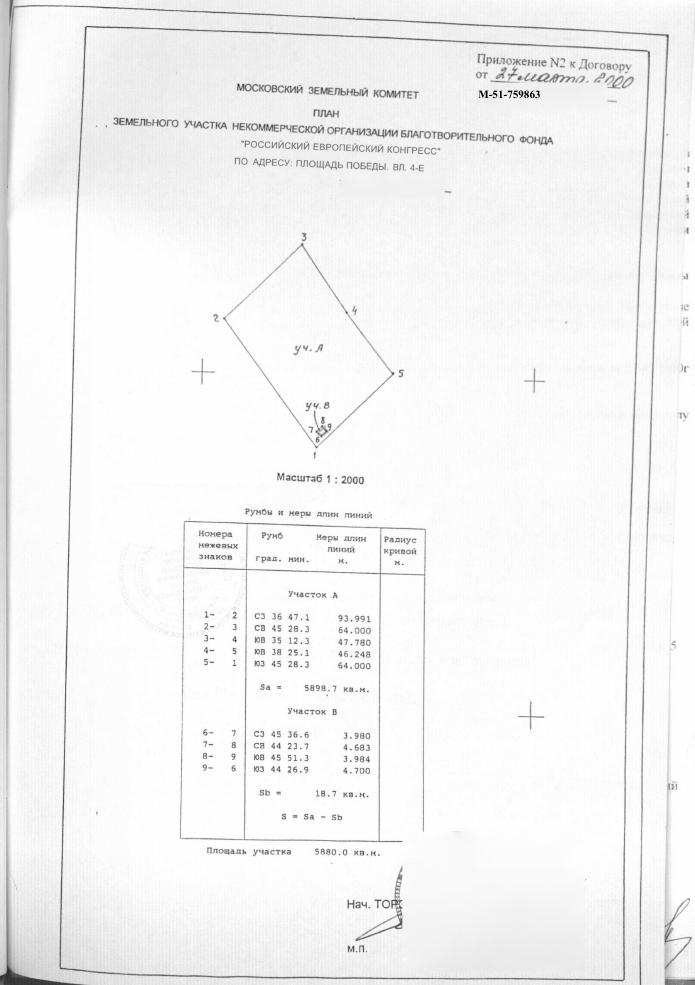 Приложение N2 к Договору
от 27 марта 2000
М-51-759863
МОСКОВСКИЙ ЗЕМЕЛЬНЫЙ КОМИТЕТ
ПЛАН
ЗЕМЕЛЬНОГО УЧАСТКА НЕКОММЕРЧЕСКОЙ ОРГАНИЗАЦИИ БЛАГОТВОРИТЕЛЬНОГО ФОНДА
"РОССИЙСКИЙ ЕВРОПЕЙСКИЙ КОНГРЕСС"
ПО АДРЕСУ: ПЛОЩАДЬ ПОБЕДЫ. ВЛ. 4-Е
3
2
4
уч. А
5
уч. В
8
7 9
6
1
Масштаб 1 : 2000
Румбы и меры длин линий
Номера Румб Меры длин Радиус
межевых линий кривой
знаков град. мин. м. м.
Участок А
1- 2 СЗ 36 47.1 93.991
2- 3 СВ 45 28.3 64.000
3- 4 ЮВ 35 12.3 47.780
4- 5 ЮВ 38 25.1 46.248
5- 1 ЮЗ 45 28.3 64.000
Sa = 5898.7 кв.м.
Участок В
6- 7 СЗ 45 36.6 3.980
7- 8 СВ 44 23.7 4.683
8- 9 ЮВ 45 51.3 3.984
9- 6 ЮЗ 44 26.9 4.700
Sb = 18.7 кв.м.
S = Sa - Sb
Площадь участка 5880.0 кв.м.
Нач. ТОР
М.П.